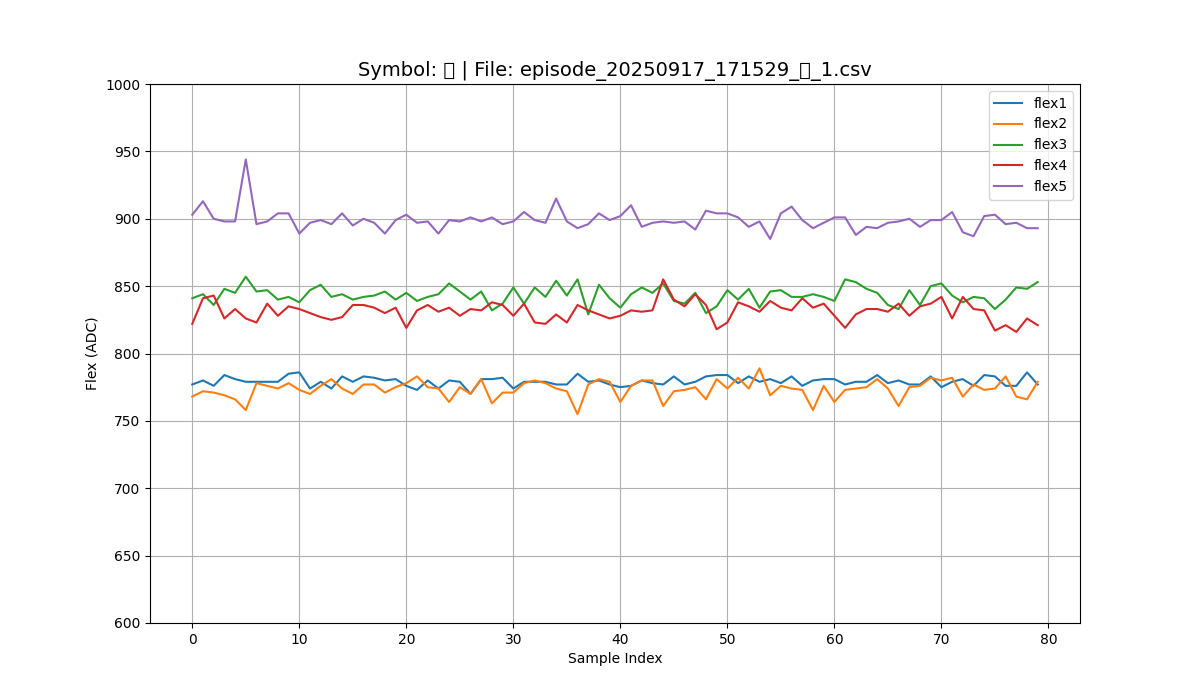 Symbol: | File: episode_20250917_171529_ _1.csv
1000
950
900
850
800
750
700
650
600
Flex (ADC)
0 10 20 30 40 50 60 70 80
Sample Index
flex1
flex2
flex3
flex4
flex5